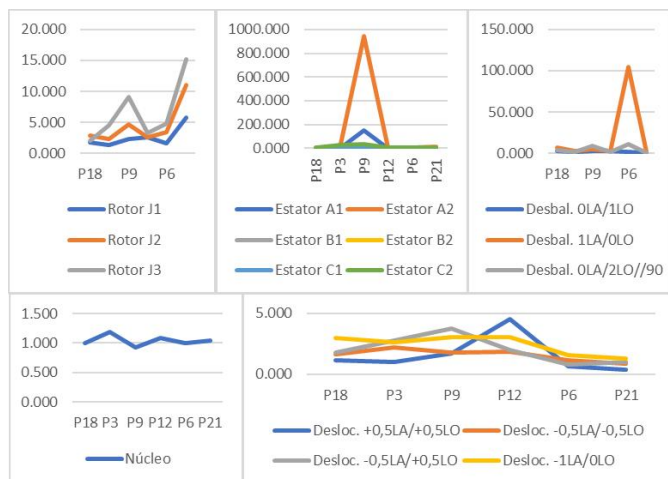 20.000
15.000
10.000
5.000
0.000
P18 P9 P6
Rotor J1
Rotor J2
Rotor J3
1000.000
800.000
600.000
400.000
200.000
0.000
P18 P3 P9 P12 P6 P21
Estator A1 Estator A2
Estator B1 Estator B2
Estator C1 Estator C2
150.000
100.000
50.000
0.000
P18 P9 P6
Desbal. 0LA/1LO
Desbal. 1LA/0LO
Desbal. 0LA/2LO//90
1.500
1.000
0.500
0.000
P18 P3 P9 P12 P6 P21
Núcleo
5.000
0.000
P18 P3 P9 P12 P6 P21
Desloc. +0,5LA/+0,5LO Desloc. -0,5LA/-0,5LO
Desloc. -0,5LA/+0,5LO Desloc. -1LA/0LO